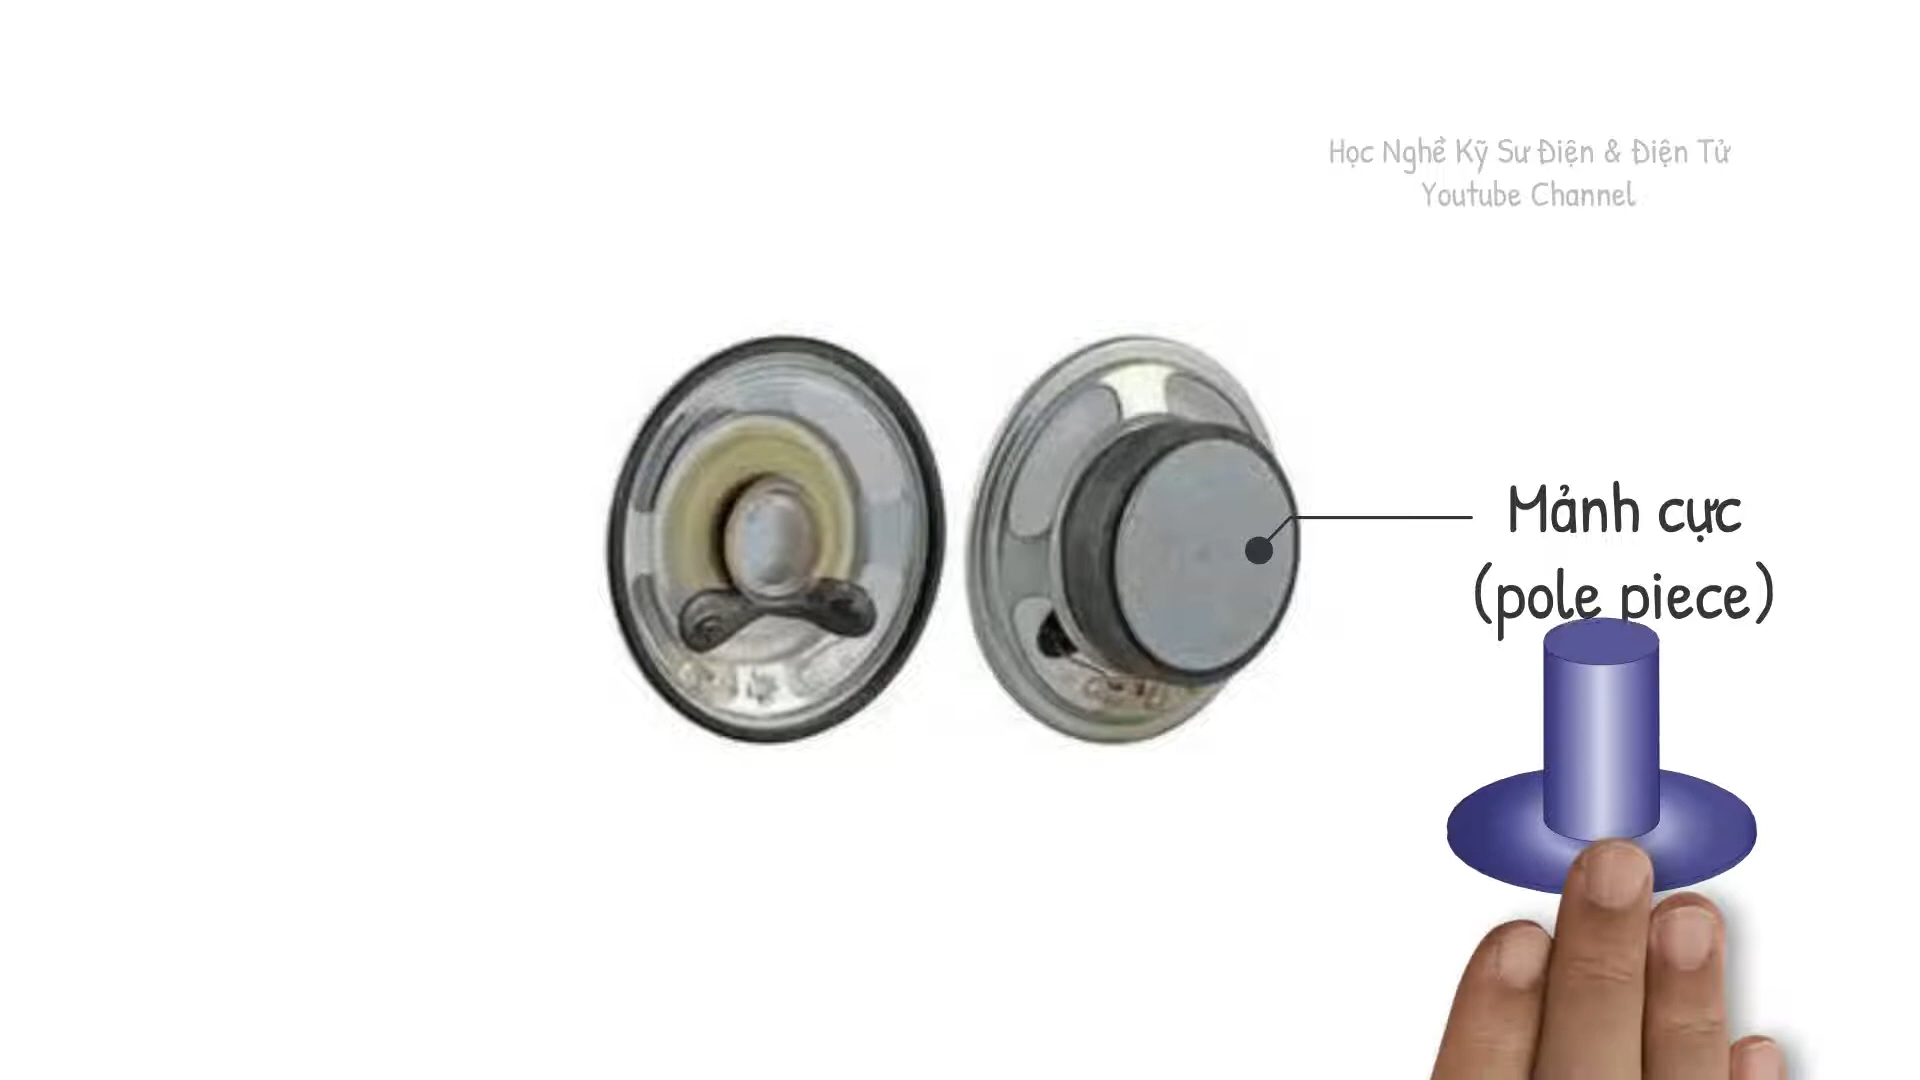 Học Nghề Kỹ Sư Điện & Điện Tử
Youtube Channel
Mảnh cực
(pole piece)